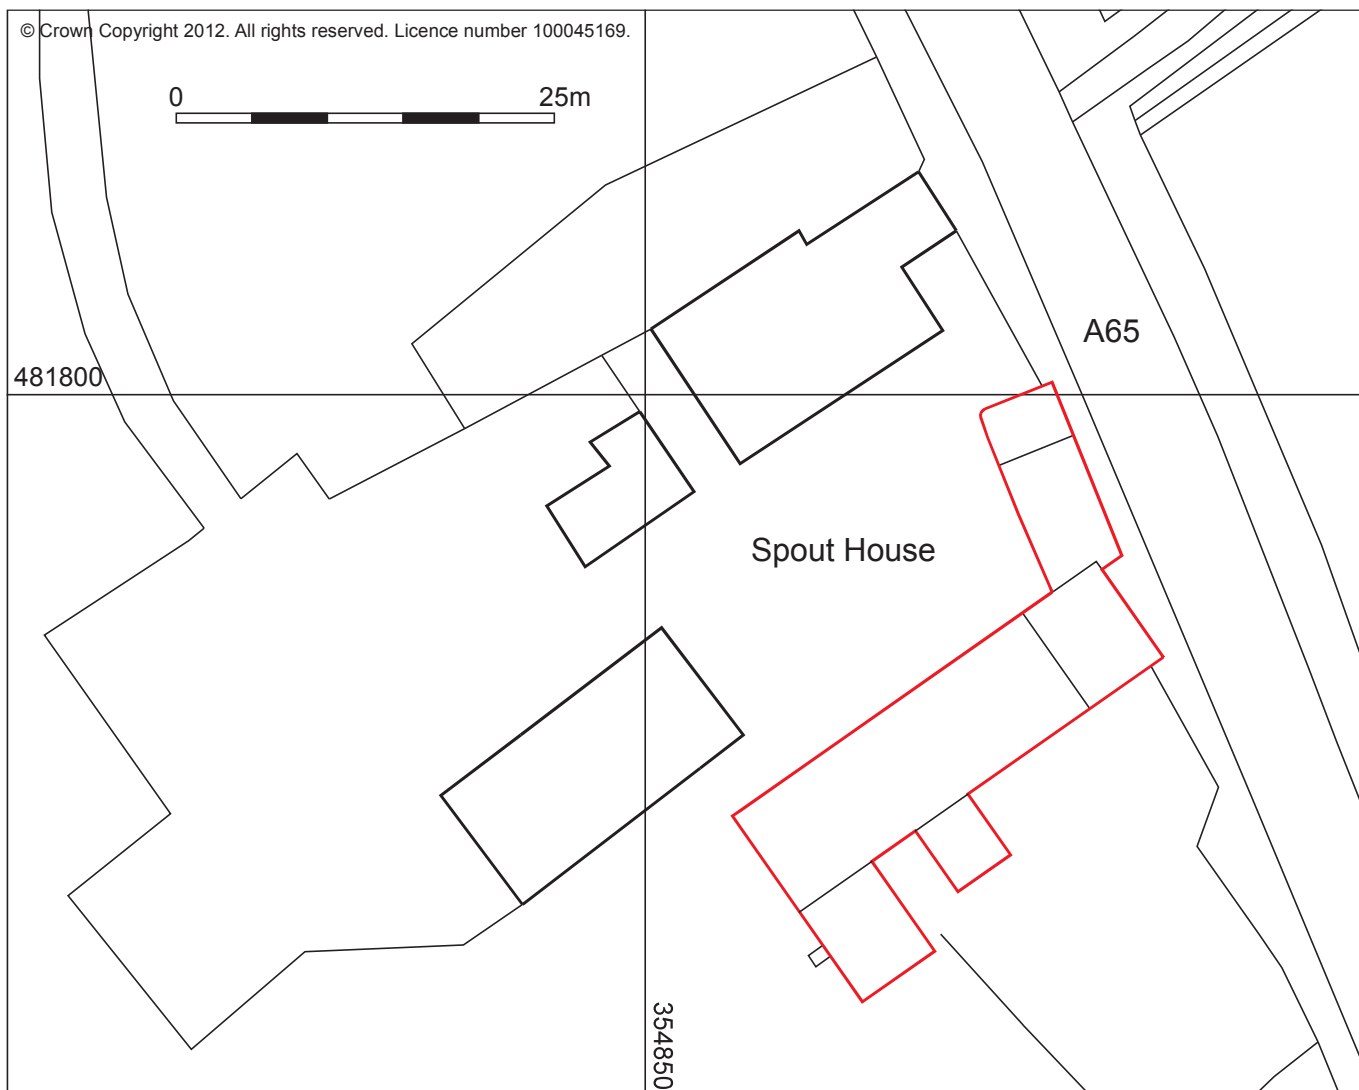 © Crown Copyright 2012. All rights reserved. Licence number 100045169.
0 25m
A65
481800
Spout House
354850